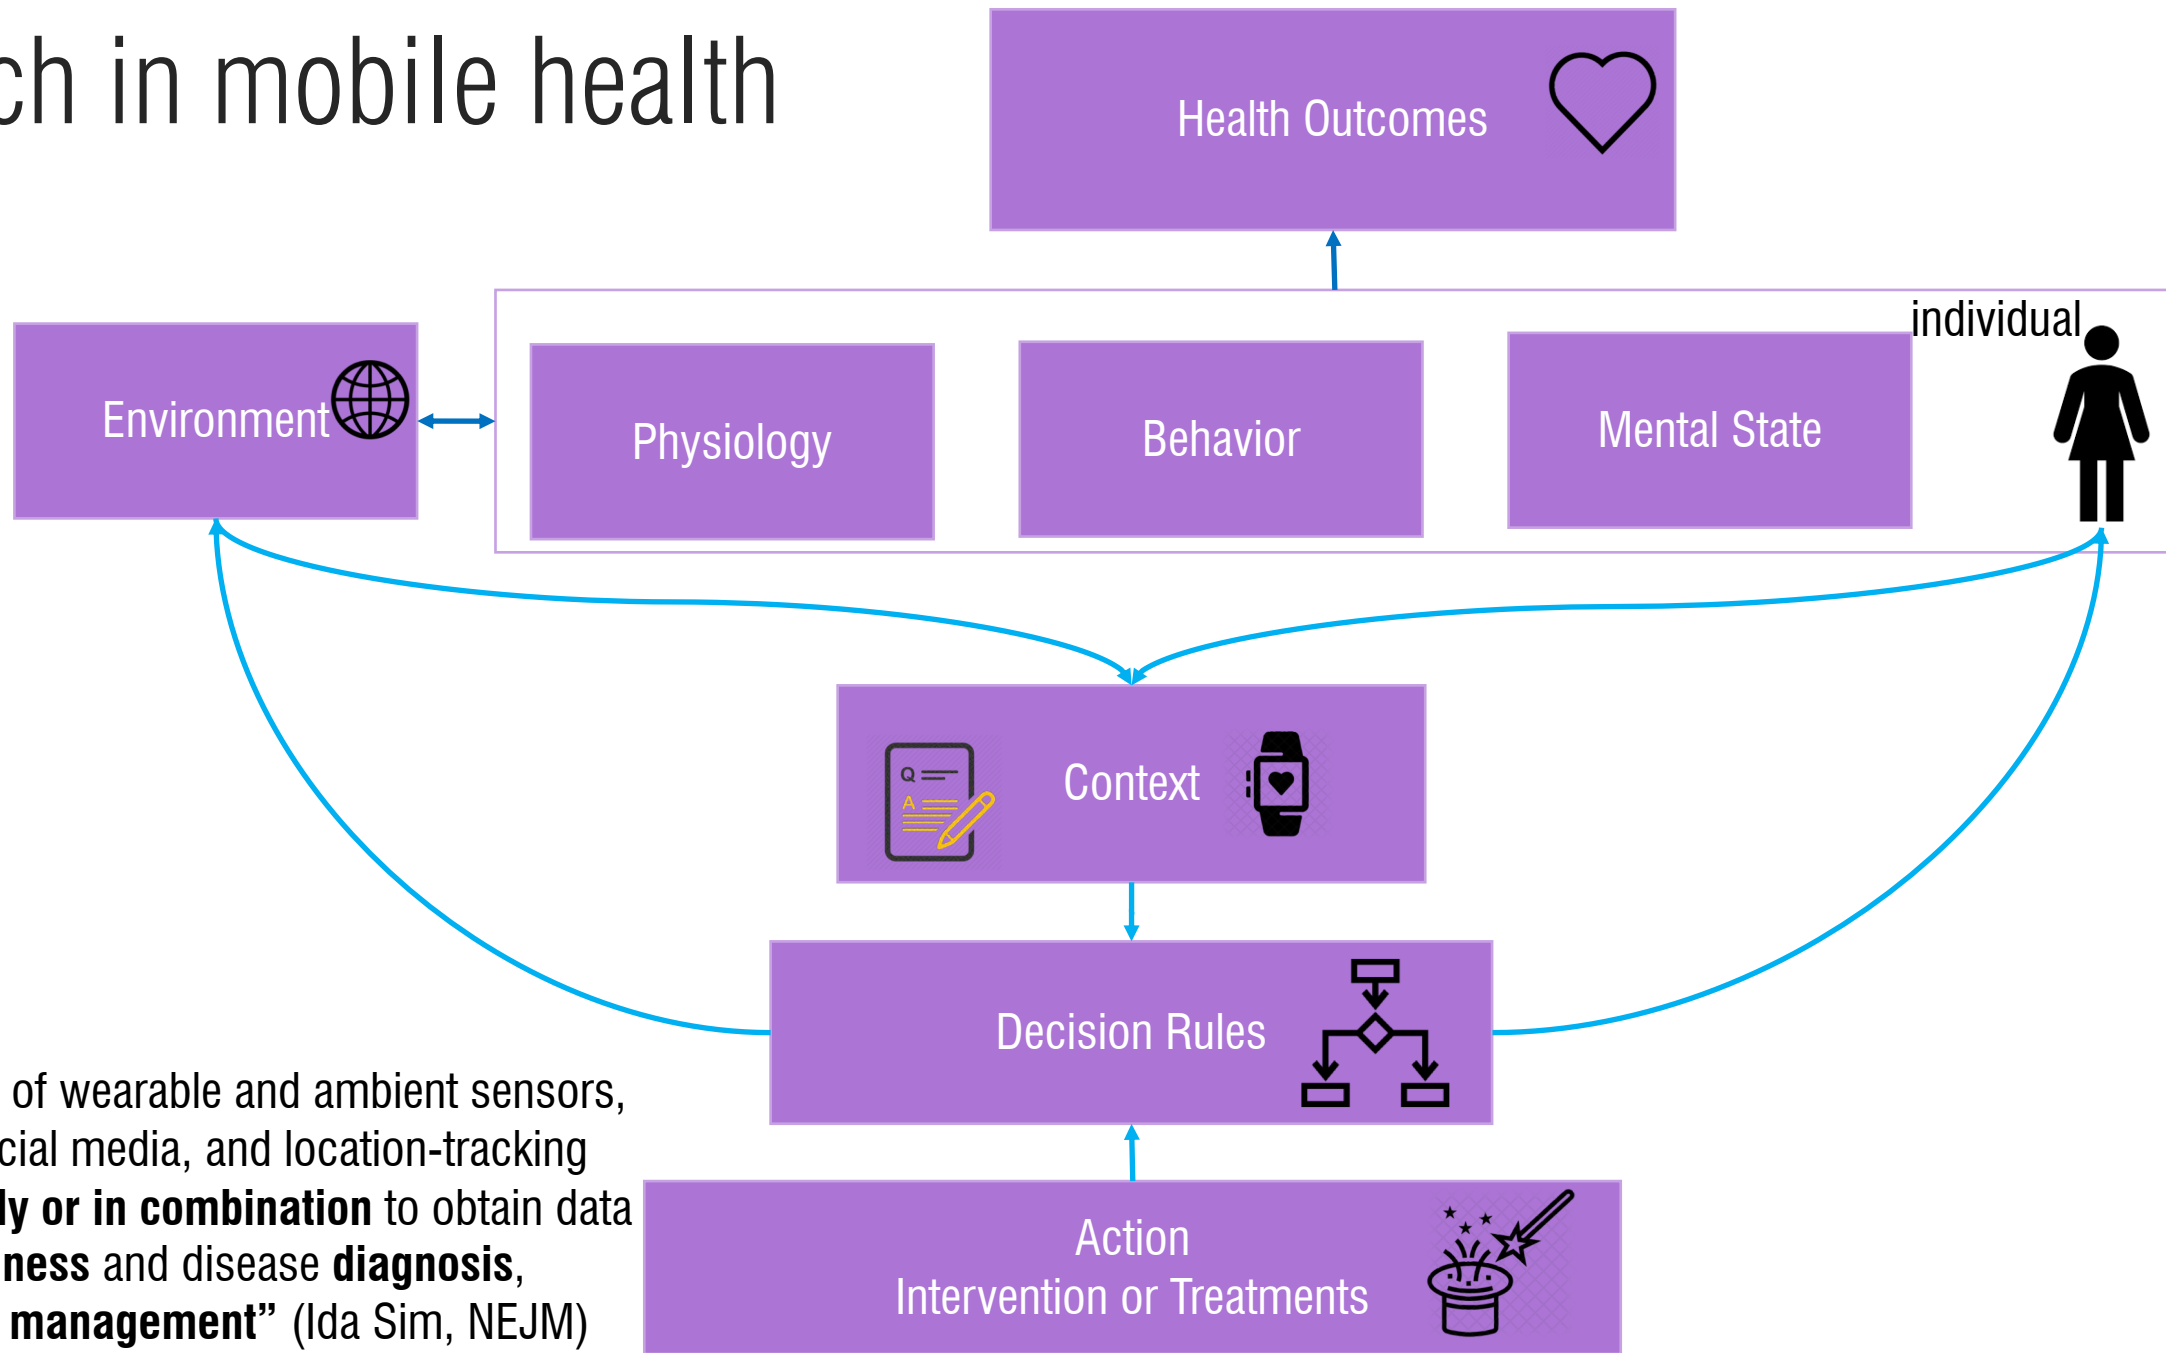 ch in mobile health
Health Outcomes
individual
Environment
Physiology
Behavior
Mental State
Q
A
Context
Decision Rules
of wearable and ambient sensors,
cial media, and location-tracking
ly or in combination to obtain data
ness and disease diagnosis,
management” (Ida Sim, NEJM)
Action
Intervention or Treatments